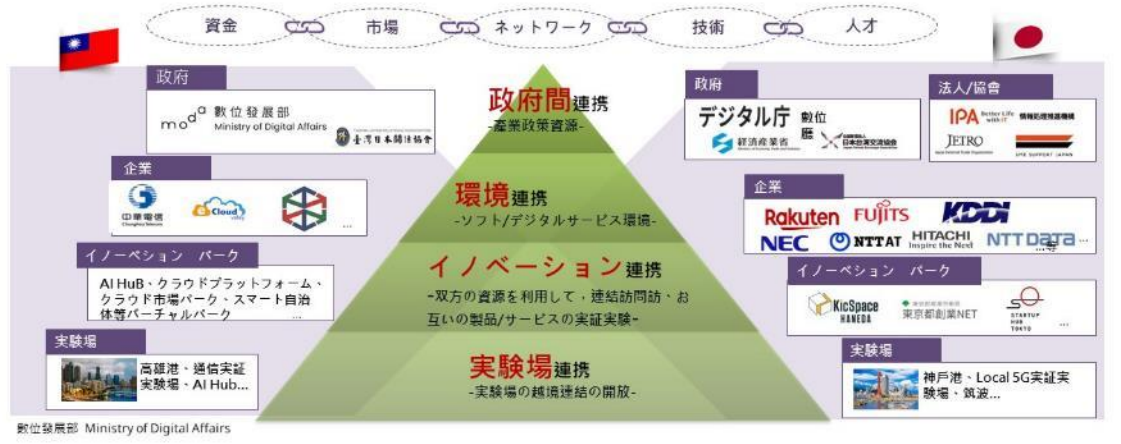 資金
市場
ネットワーク
技術
人才
政府
moda 數位發展部
Ministry of Digital Affairs
臺灣日本關係協會
企業
中華電信
Chunghwa Telecom
Cloud
...
イノーベション パーク
AI HuB、クラウドプラットフォーム、
クラウド市場パーク、スマート自治
体等バーチャルパーク
...
実験場
高雄港、通信実証
実験場、AI Hub...
政府間連携
-產業政策資源-
環境連携
-ソフト/デジタルサービス環境-
イノベーション連携
-双方の資源を利用して，連結訪問訪、お
互いの製品/サービスの実証実験-
実験場連携
-実験場の越境連結の開放-
政府
デジタル庁 數位
廳
経済産業省
日本台湾交流協会
法人/協會
IPA Better Life
with IT
情報処理推進機構
JETRO
LIFE SUPPORT JAPAN
企業
Rakuten FUJITS KDDI
NEC NTTAT HITACHI
Inspire the Next
NTT DATA ...
...等
イノーベション パーク
KicSpace
HANEDA
東京都創業NET
STARTUP
HUB
TOKYO
...
実験場
神戶港、Local 5G実証実
験場、筑波...
數位發展部 Ministry of Digital Affairs